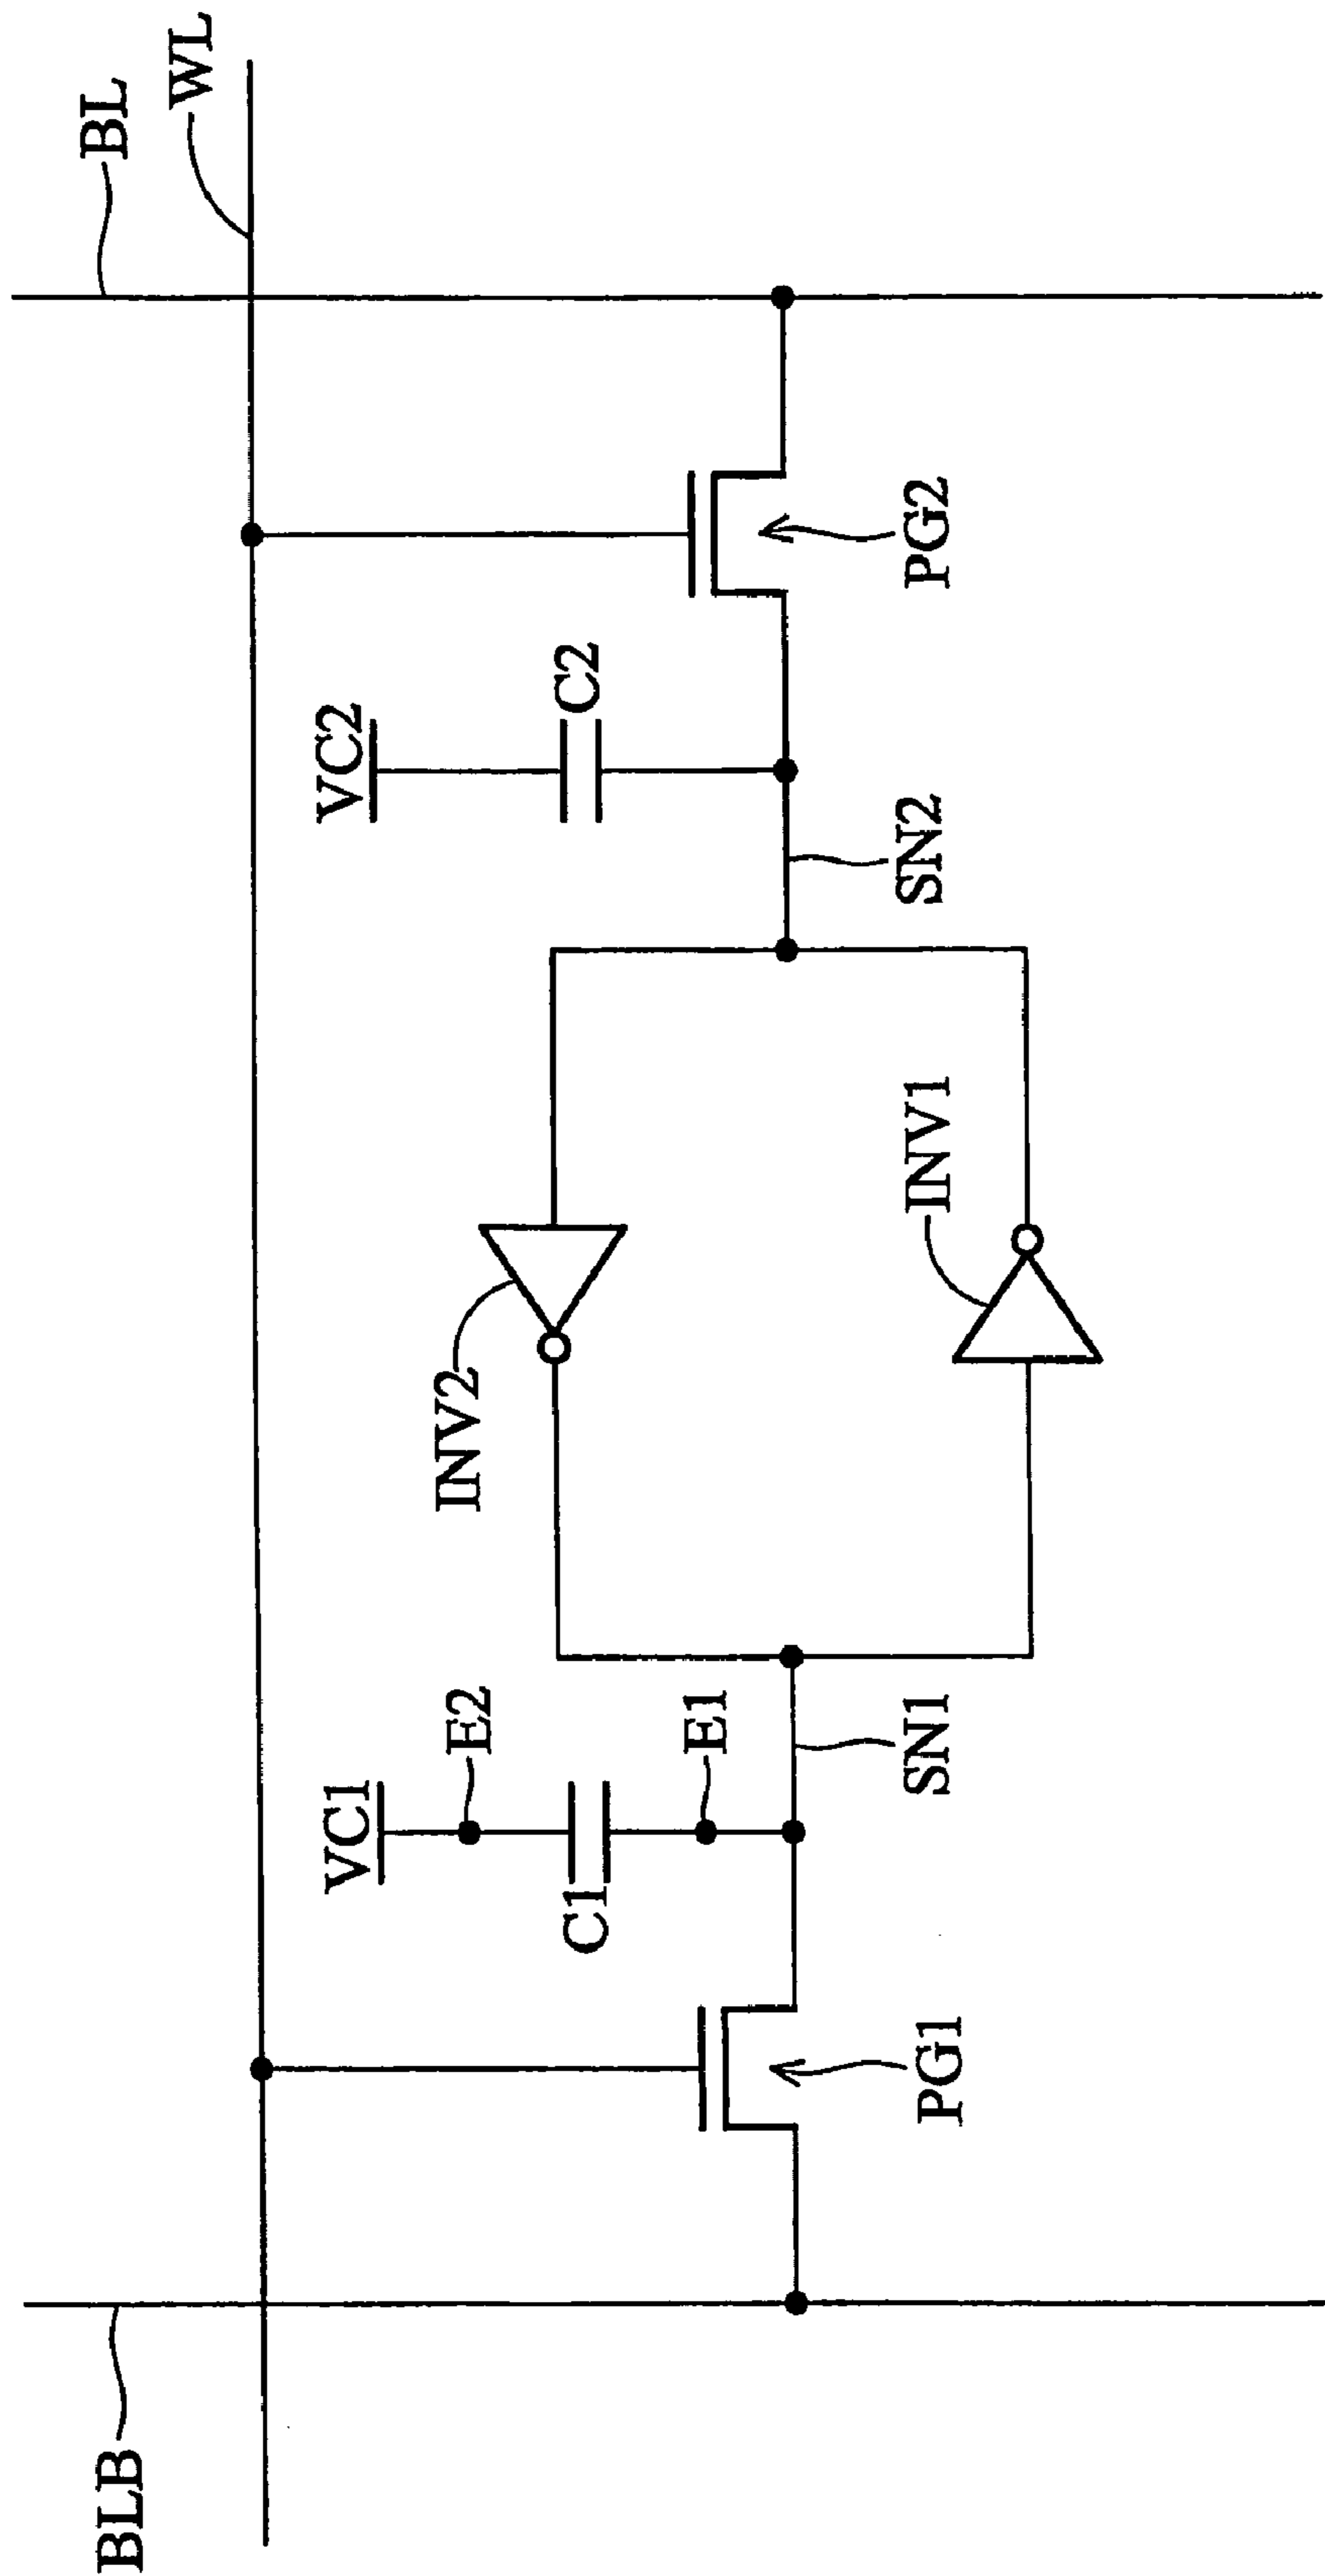 BLB
BL
WL
VC1
E2
C1
E1
SN1
PG1
INV2
INV1
VC2
C2
SN2
PG2